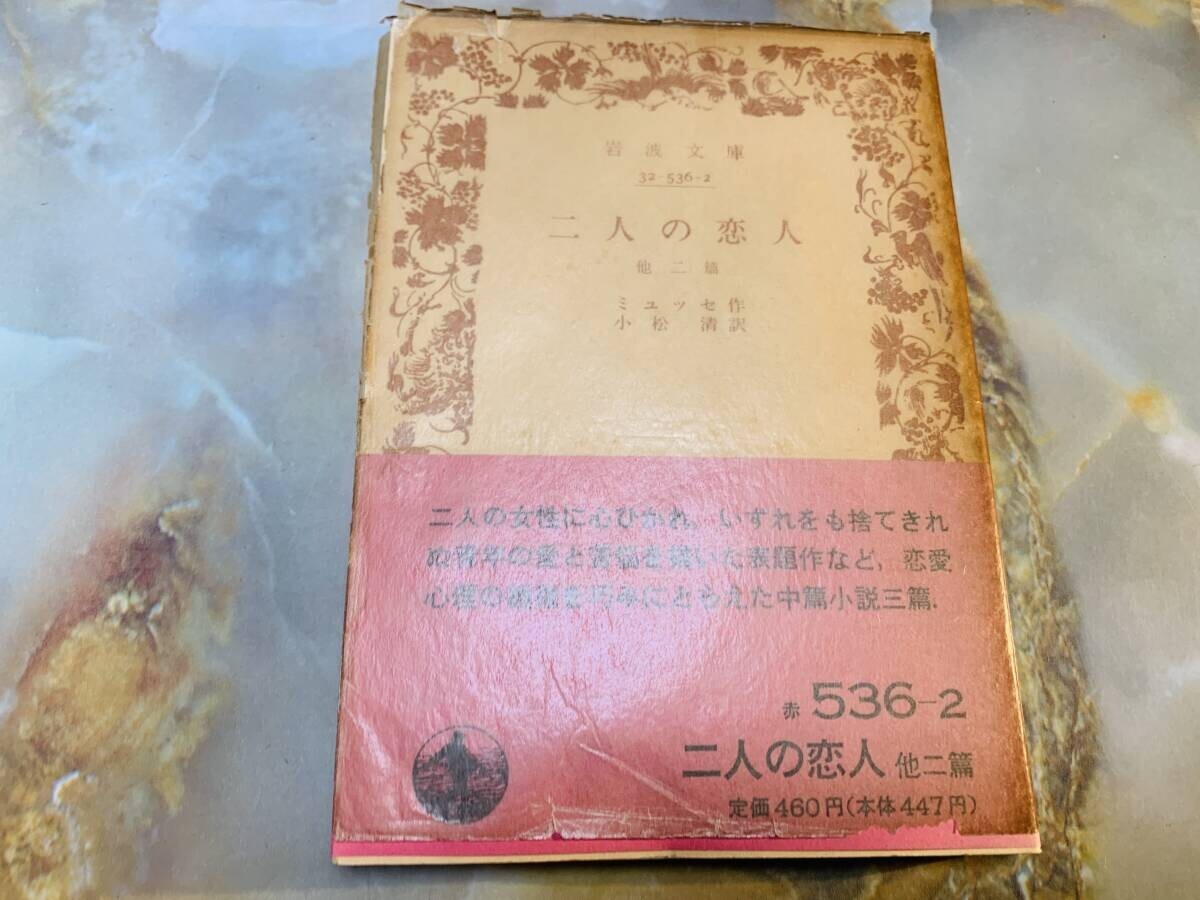 岩波文庫
32-536-2
二人の恋人
他二篇
ミュッセ作
小松清訳
二人の女性に心ひかれ，いずれをも捨てきれ
ぬ青年の愛と苦悩を描いた表題作など，恋愛
心理の機微を巧みにとらえた中篇小説三篇．
赤 536-2
二人の恋人 他二篇
定価460円(本体447円)